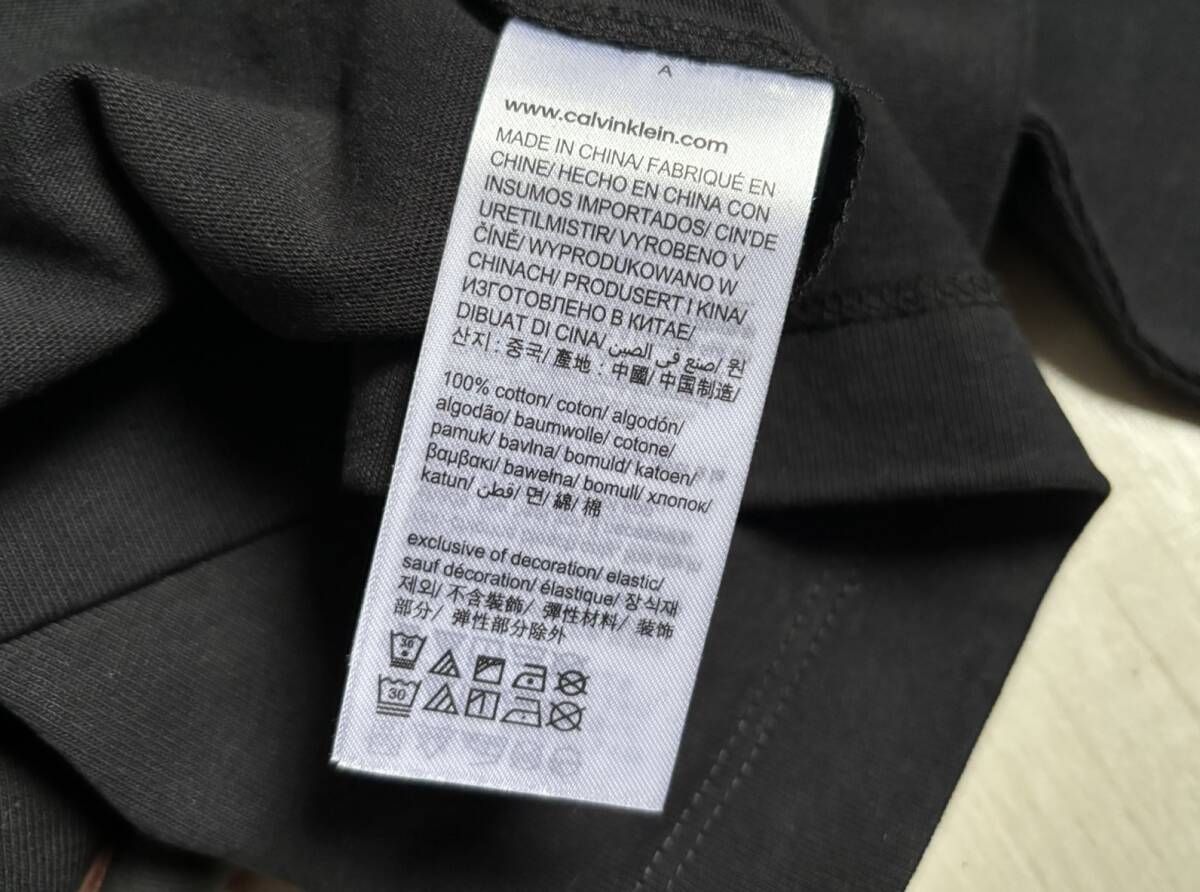 A
www.calvinklein.com
MADE IN CHINA/ FABRIQUÉ EN
CHINE/ HECHO EN CHINA CON
INSUMOS IMPORTADOS/ CIN'DE
URETILMISTIR/ VYROBENO V
ČÍNĚ/ WYPRODUKOWANO W
CHINACH/ PRODUSERT I KINA/
ИЗГОТОВЛЕНО В КИТАЕ/
DIBUAT DI CINA/ صنع في الصين/ 원
산지 : 중국/ 產地 : 中國/ 中国制造/
100% cotton/ coton/ algodón/
algodão/ baumwolle/ cotone/
pamuk/ bavlna/ bomuld/ katoen/
βαμβακι/ bawełna/ bomull/ хлопок/
katun/ قطن/ 면/ 綿/ 棉
exclusive of decoration/ elastic/
sauf décoration/ élastique/ 장식재
제외/ 不含裝飾/ 彈性材料/ 装饰
部分/ 弹性部分除外
30
30